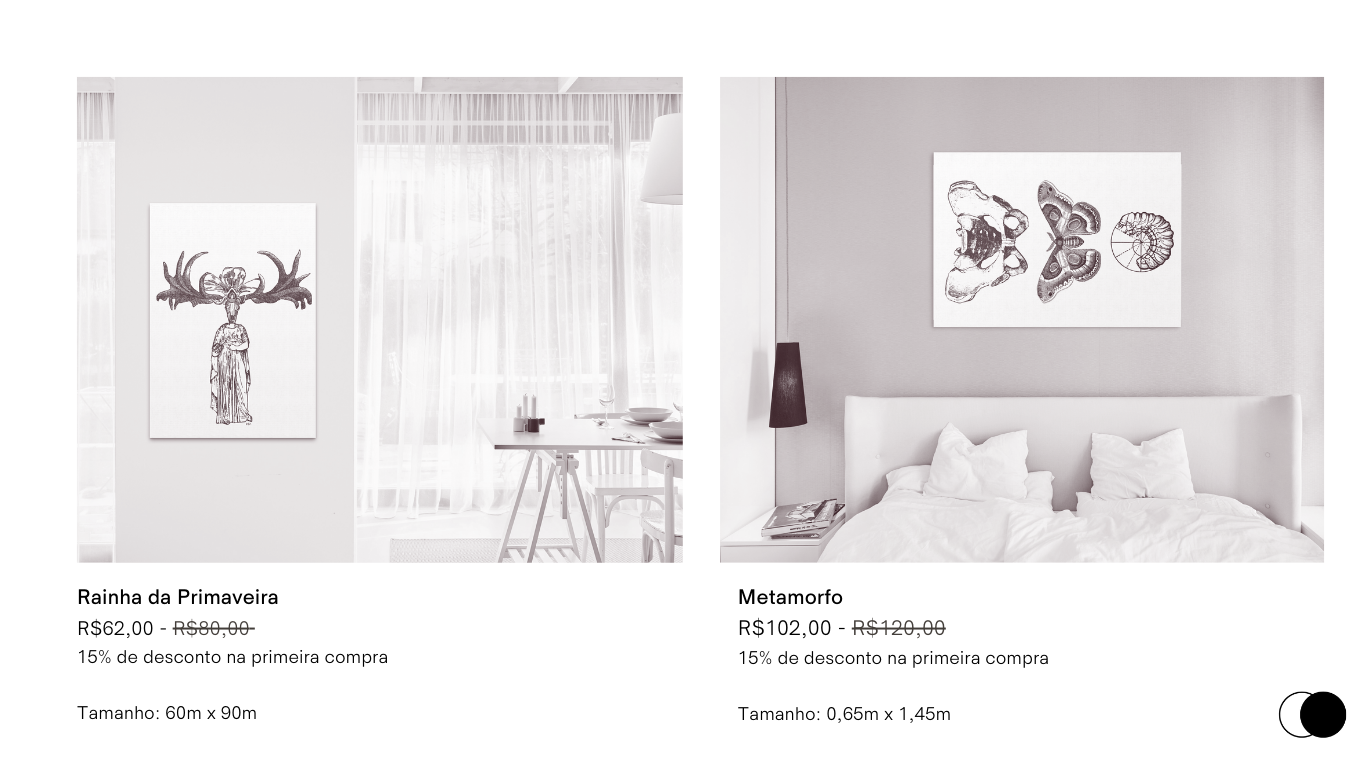 Rainha da Primaveira
R$62,00 - R$80,00
15% de desconto na primeira compra
Tamanho: 60m x 90m
Metamorfo
R$102,00 - R$120,00
15% de desconto na primeira compra
Tamanho: 0,65m x 1,45m